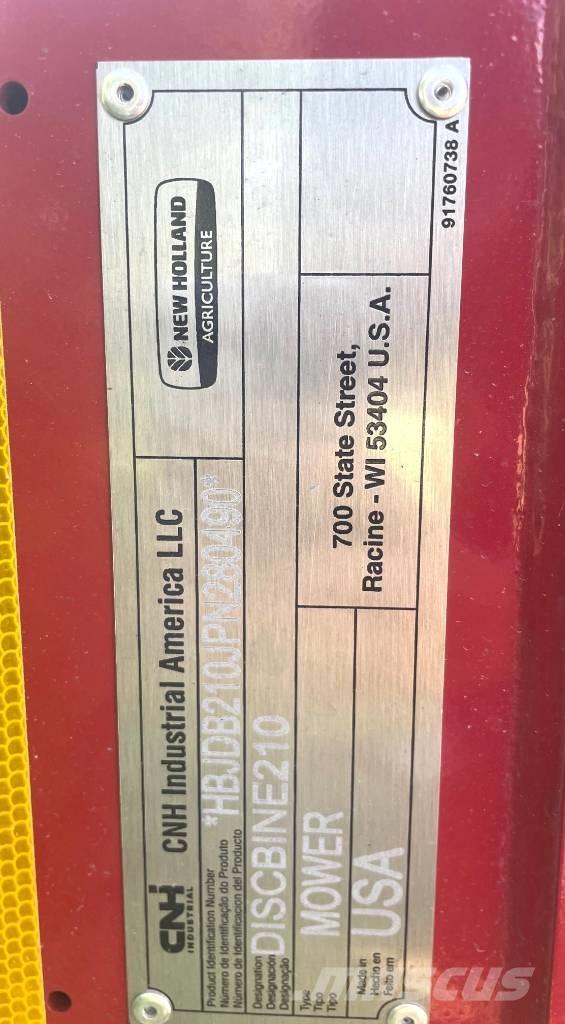 CNH INDUSTRIAL
CNH Industrial America LLC
NEW HOLLAND
AGRICULTURE
Product Identification Number
Número de Identificação do Produto
Número de Identificación del Producto
*HBJDB210JPN280490*
Designation
Designación
Designação
DISCBINE210
Type
Tipo
Tipo
MOWER
700 State Street,
Racine - WI 53404 U.S.A.
Made in
Hecho en
Feito em
USA
91760738 A
mascus